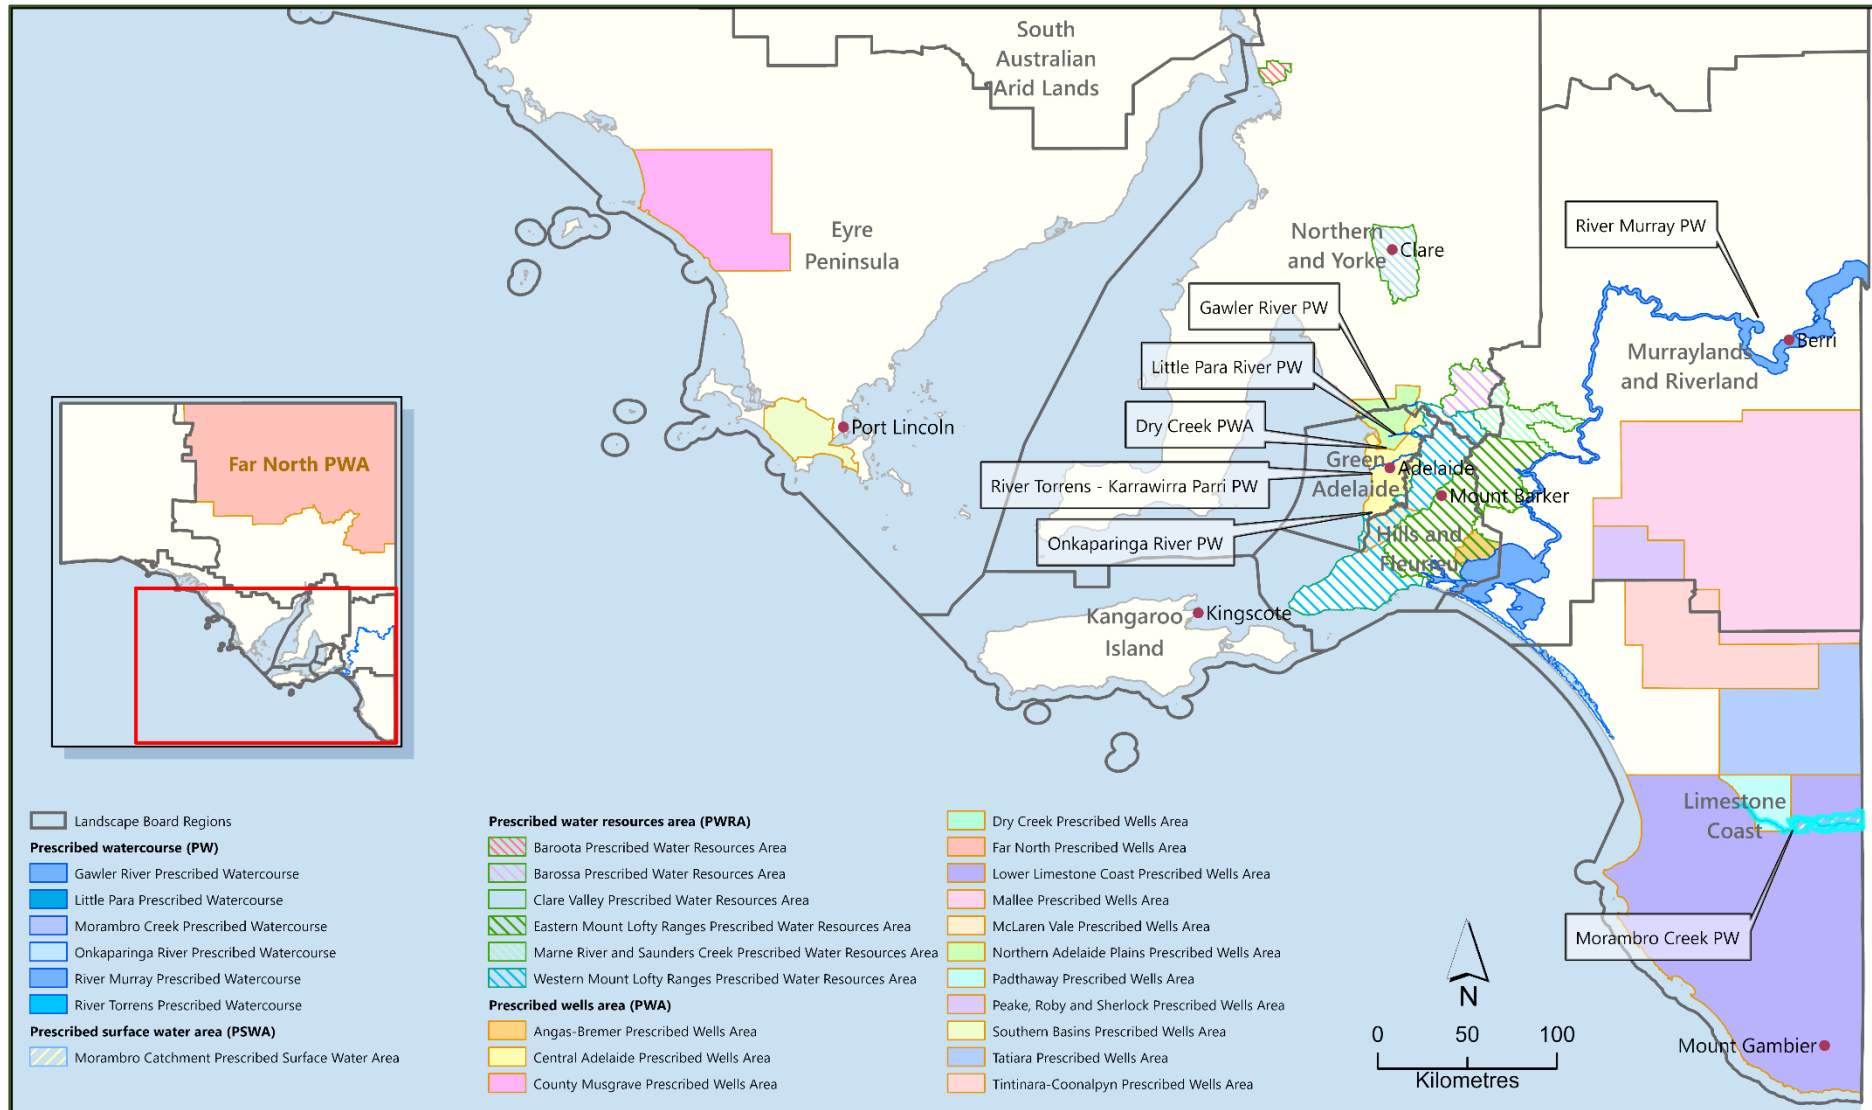 South
Australian
Arid Lands
Eyre
Peninsula
Northern
and Yorke
Clare
River Murray PW
Gawler River PW
Little Para River PW
Berri
Murraylands
and Riverland
Dry Creek PWA
Port Lincoln
Green
Adelaide
Adelaide
River Torrens - Karrawirra Parri PW
Mount Barker
Onkaparinga River PW
Hills and
Fleurieu
Far North PWA
Kangaroo
Island
Kingscote
Limestone
Coast
Morambro Creek PW
Mount Gambier
N
0 50 100
Kilometres
Landscape Board Regions
Prescribed watercourse (PW)
Gawler River Prescribed Watercourse
Little Para Prescribed Watercourse
Morambro Creek Prescribed Watercourse
Onkaparinga River Prescribed Watercourse
River Murray Prescribed Watercourse
River Torrens Prescribed Watercourse
Prescribed surface water area (PSWA)
Morambro Catchment Prescribed Surface Water Area
Prescribed water resources area (PWRA)
Baroota Prescribed Water Resources Area
Barossa Prescribed Water Resources Area
Clare Valley Prescribed Water Resources Area
Eastern Mount Lofty Ranges Prescribed Water Resources Area
Marne River and Saunders Creek Prescribed Water Resources Area
Western Mount Lofty Ranges Prescribed Water Resources Area
Prescribed wells area (PWA)
Angas-Bremer Prescribed Wells Area
Central Adelaide Prescribed Wells Area
County Musgrave Prescribed Wells Area
Dry Creek Prescribed Wells Area
Far North Prescribed Wells Area
Lower Limestone Coast Prescribed Wells Area
Mallee Prescribed Wells Area
McLaren Vale Prescribed Wells Area
Northern Adelaide Plains Prescribed Wells Area
Padthaway Prescribed Wells Area
Peake, Roby and Sherlock Prescribed Wells Area
Southern Basins Prescribed Wells Area
Tatiara Prescribed Wells Area
Tintinara-Coonalpyn Prescribed Wells Area